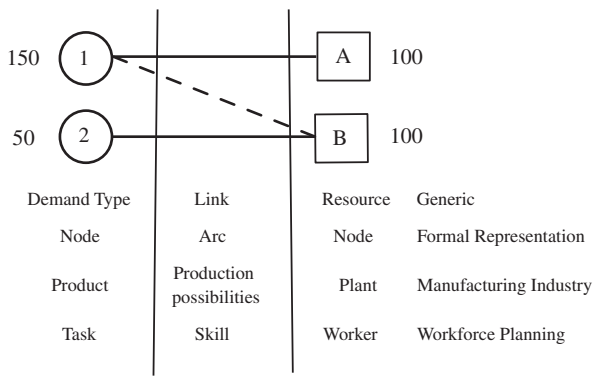 150 1 A 100
50 2 B 100
Demand Type Link Resource Generic
Node Arc Node Formal Representation
Product Production possibilities Plant Manufacturing Industry
Task Skill Worker Workforce Planning